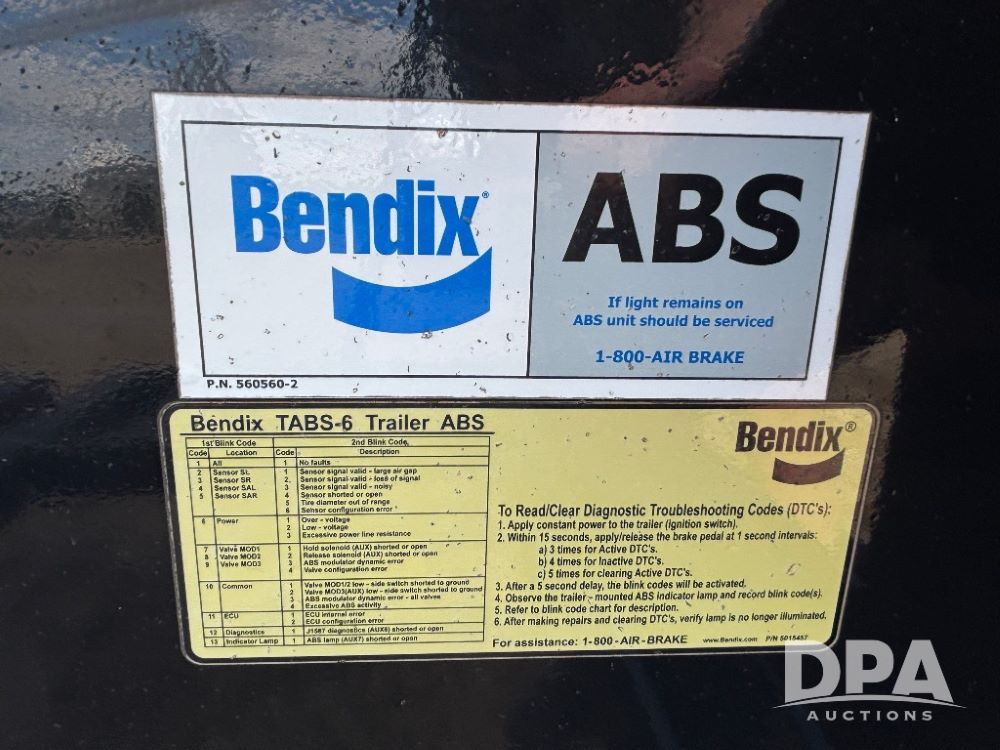 Bendix®
ABS
If light remains on
ABS unit should be serviced
1-800-AIR BRAKE
P.N. 560560-2
Bendix TABS-6 Trailer ABS
1st Blink Code 2nd Blink Code
Code Location Code Description
1 All 1 No faults
2 Sensor SL 1 Sensor signal valid - large air gap
3 Sensor SR 2 Sensor signal valid - loss of signal
4 Sensor SAL 3 Sensor signal valid - noisy
5 Sensor SAR 4 Sensor shorted or open
5 Tire diameter out of range
6 Sensor configuration error
6 Power 1 Over - voltage
2 Low - voltage
3 Excessive power line resistance
7 Valve MOD1 1 Hold solenoid (AUX) shorted or open
8 Valve MOD2 2 Release solenoid (AUX) shorted or open
9 Valve MOD3 3 ABS modulator dynamic error
4 Valve configuration error
10 Common 1 Valve MOD1/2 low - side switch shorted to ground
2 Valve MOD3(AUX) low - side switch shorted to ground
3 ABS modulator dynamic error - all valves
4 Excessive ABS activity
11 ECU 1 ECU internal error
2 ECU configuration error
12 Diagnostics 1 J1587 diagnostics (AUX6) shorted or open
13 Indicator Lamp 1 ABS lamp (AUX7) shorted or open
Bendix®
To Read/Clear Diagnostic Troubleshooting Codes (DTC's):
1. Apply constant power to the trailer (ignition switch).
2. Within 15 seconds, apply/release the brake pedal at 1 second intervals:
a) 3 times for Active DTC's.
b) 4 times for Inactive DTC's.
c) 5 times for clearing Active DTC's.
3. After a 5 second delay, the blink codes will be activated.
4. Observe the trailer - mounted ABS indicator lamp and record blink code(s).
5. Refer to blink code chart for description.
6. After making repairs and clearing DTC's, verify lamp is no longer illuminated.
For assistance: 1-800-AIR-BRAKE www.Bendix.com P/N 5015457
DPA
AUCTIONS